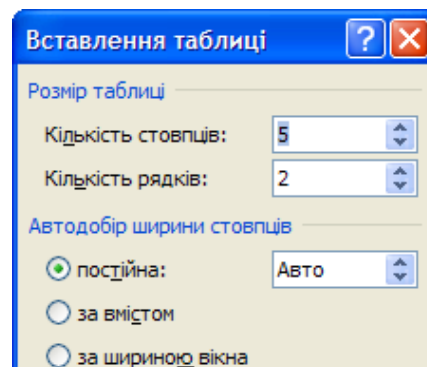 Вставлення таблиці ?
Розмір таблиці
Кількість стовпців: 5
Кількість рядків: 2
Автодобір ширини стовпців
постійна: Авто
за вмістом
за шириною вікна